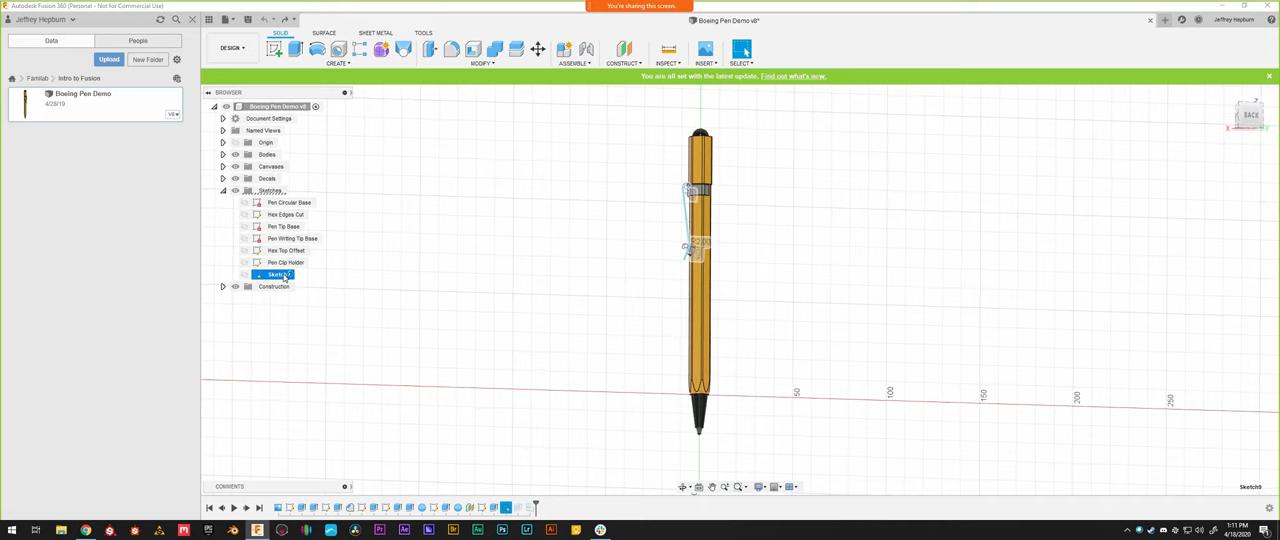 Autodesk Fusion 360 (Personal - Not for Commercial Use)
You're sharing this screen.
Jeffrey Hepburn
Boeing Pen Demo v8*
Jeffrey Hepburn
Data
People
Upload
New Folder
Familab
Intro to Fusion
Boeing Pen Demo
4/28/19
V8
SOLID
SURFACE
SHEET METAL
TOOLS
DESIGN
CREATE
MODIFY
ASSEMBLE
CONSTRUCT
INSPECT
INSERT
SELECT
You are all set with the latest update. Find out what's new.
BROWSER
Boeing Pen Demo v8
Document Settings
Named Views
Origin
Bodies
Canvases
Decals
Sketches
Pen Circular Base
Hex Edges Cut
Pen Tip Base
Pen Writing Tip Base
Hex Top Offset
Pen Clip Holder
Construction
BACK
X
Z
Y
50
100
150
200
250
COMMENTS
Sketch9
1:11 PM
4/18/2020